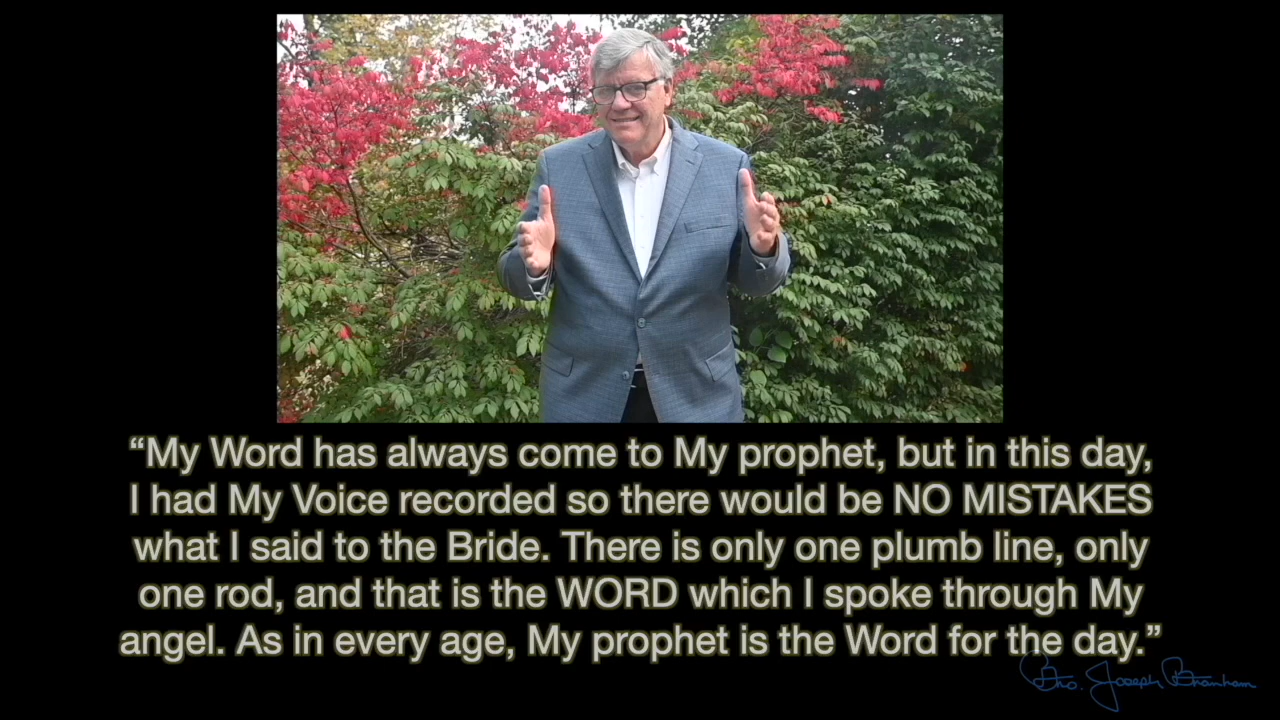 “My Word has always come to My prophet, but in this day,
I had My Voice recorded so there would be NO MISTAKES
what I said to the Bride. There is only one plumb line, only
one rod, and that is the WORD which I spoke through My
angel. As in every age, My prophet is the Word for the day.”
Bro. Joseph Branham